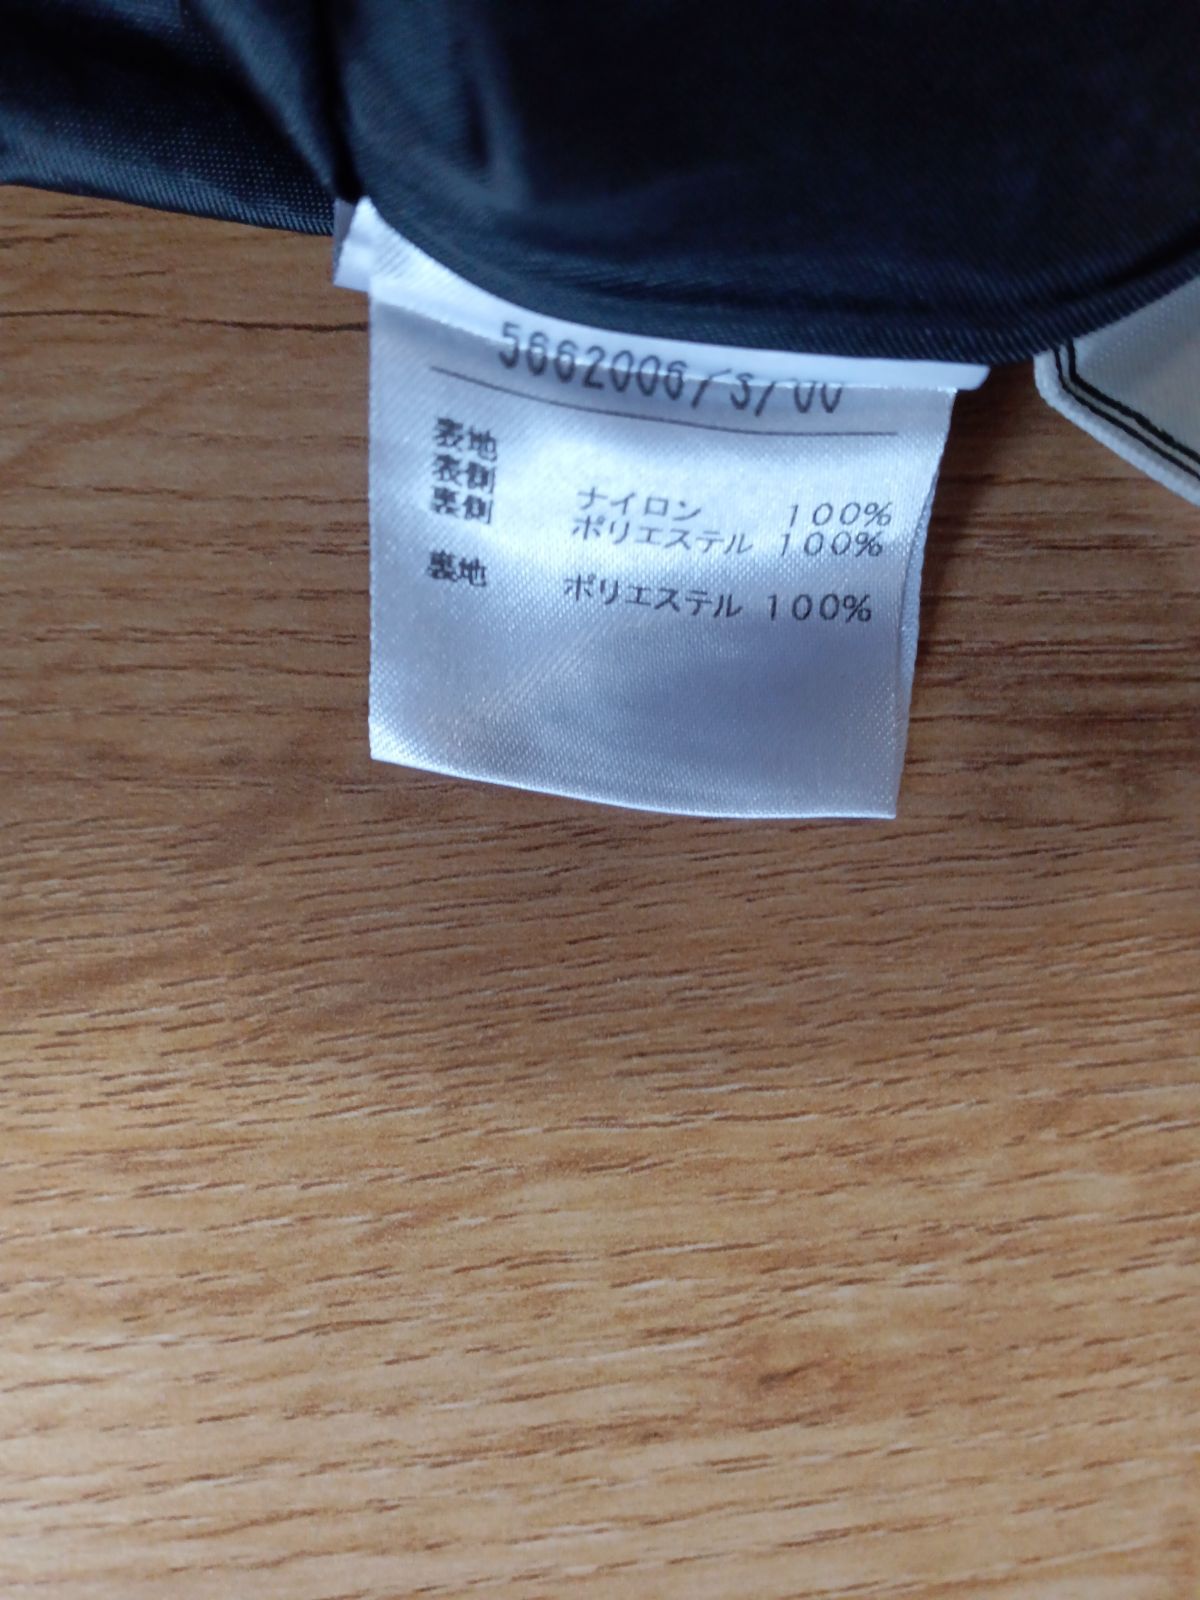 5662006/S/00
表地
表側 ナイロン 100%
裏側 ポリエステル 100%
裏地 ポリエステル 100%